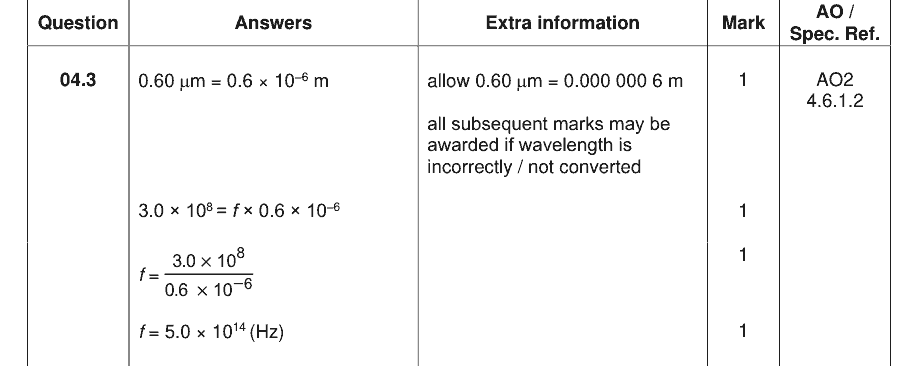 Question Answers Extra information Mark AO /
Spec. Ref.
04.3 0.60 μm = 0.6 × 10⁻⁶ m allow 0.60 μm = 0.000 000 6 m 1 AO2
4.6.1.2
all subsequent marks may be
awarded if wavelength is
incorrectly / not converted
3.0 × 10⁸ = f × 0.6 × 10⁻⁶ 1
f = 3.0 × 10⁸ / 0.6 × 10⁻⁶ 1
f = 5.0 × 10¹⁴ (Hz) 1